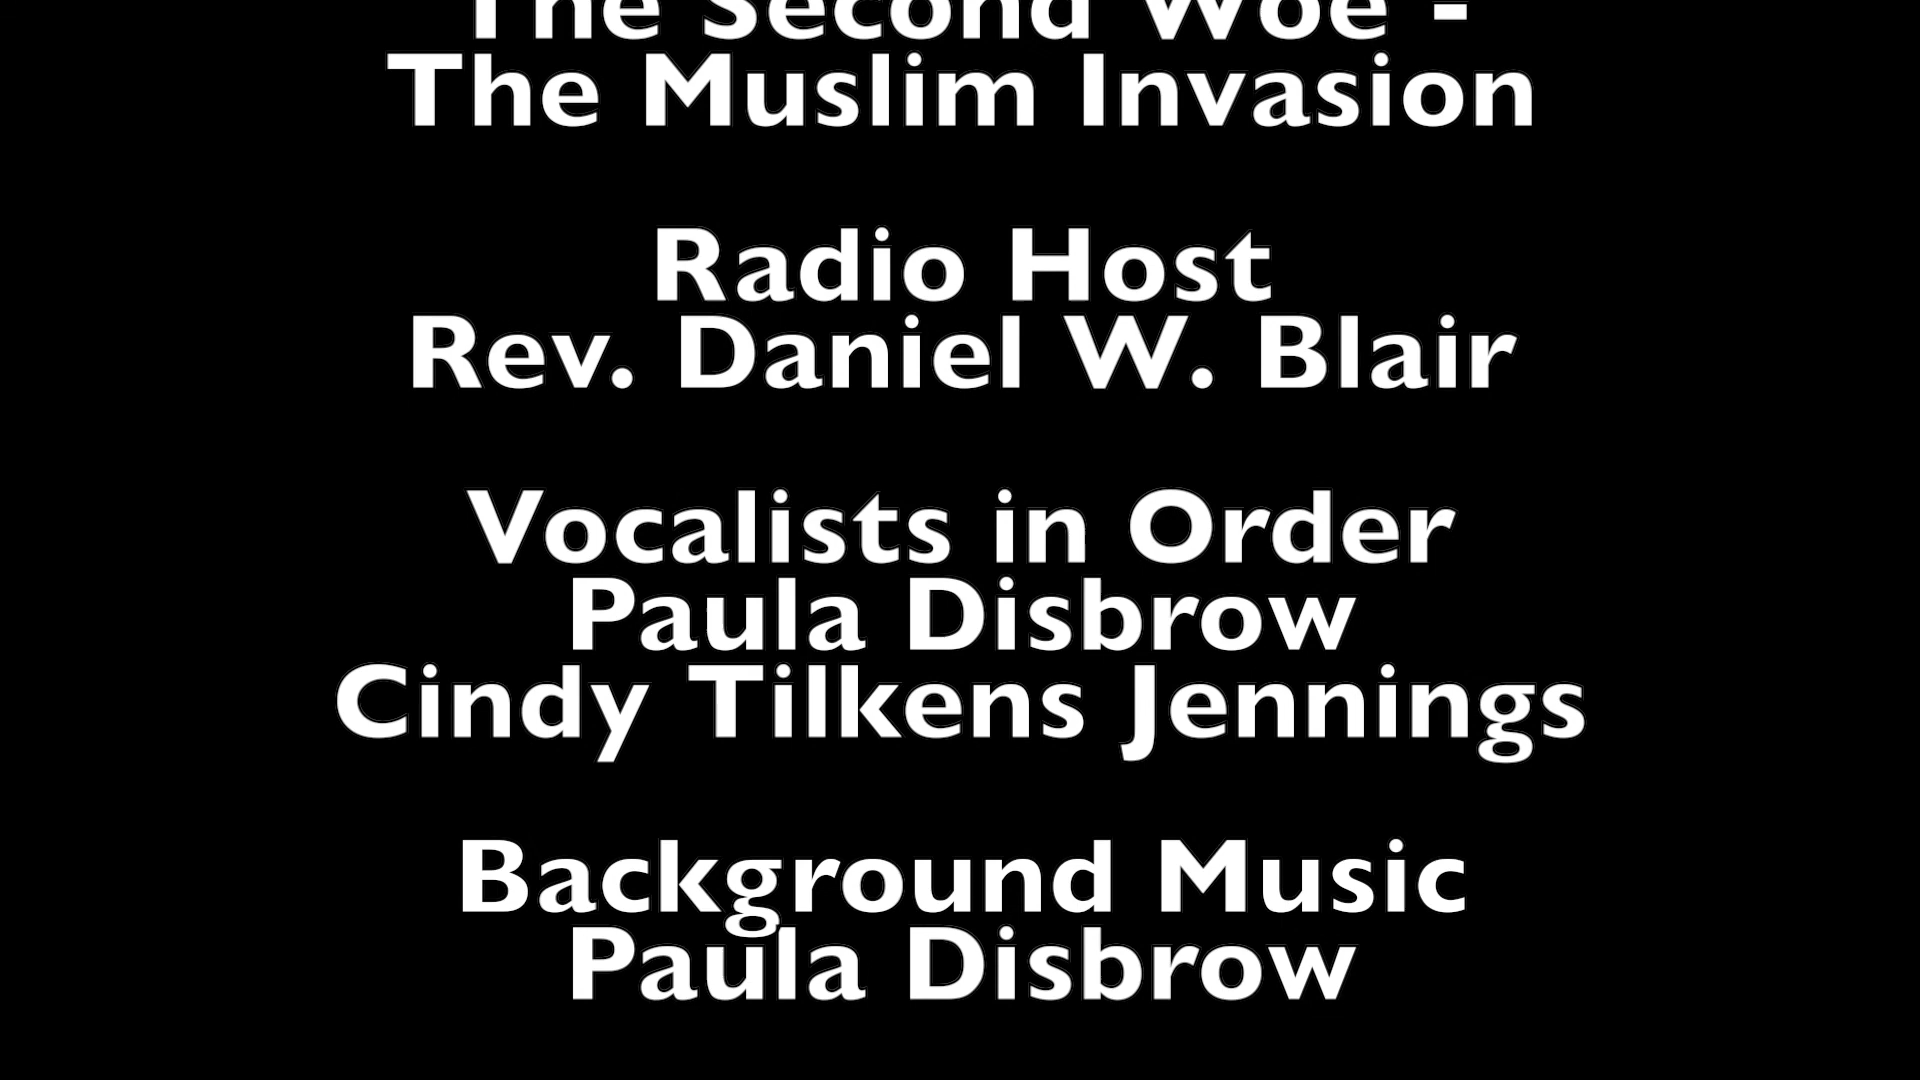 The Second Woe -
The Muslim Invasion
Radio Host
Rev. Daniel W. Blair
Vocalists in Order
Paula Disbrow
Cindy Tilkens Jennings
Background Music
Paula Disbrow